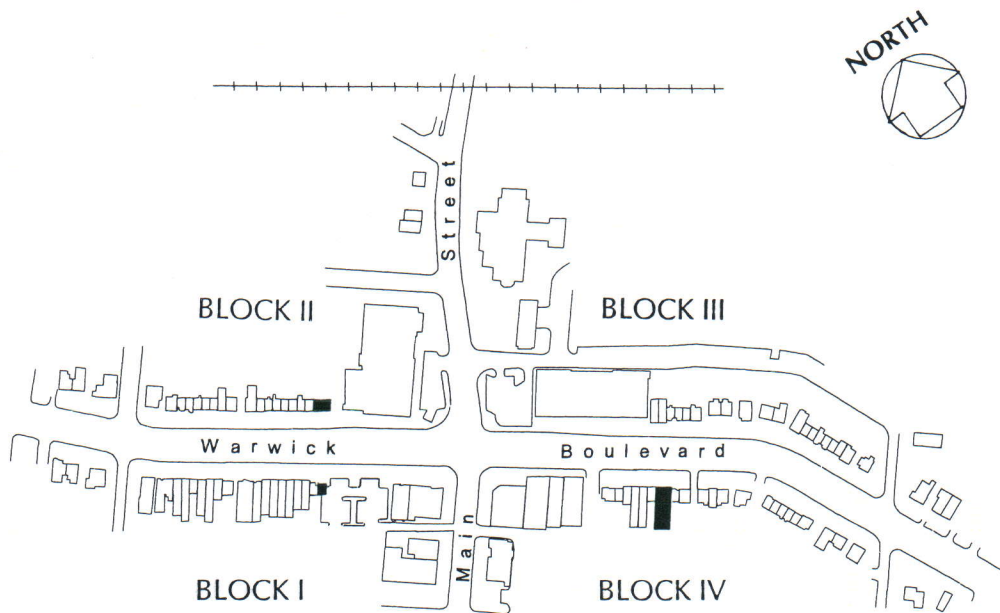 NORTH
Street
BLOCK II
BLOCK III
Warwick
Boulevard
Main
BLOCK I
BLOCK IV